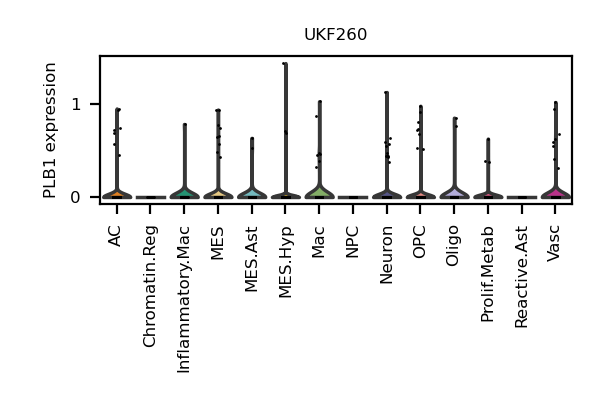 UKF260
PLB1 expression
1
0
AC
Chromatin.Reg
Inflammatory.Mac
MES
MES.Ast
MES.Hyp
Mac
NPC
Neuron
OPC
Oligo
Prolif.Metab
Reactive.Ast
Vasc